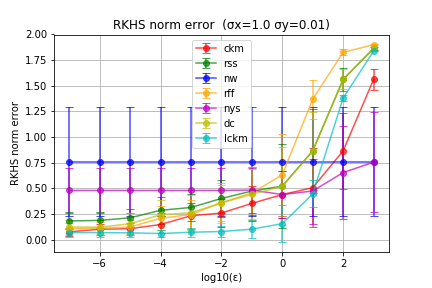 RKHS norm error (σx=1.0 σy=0.01)
RKHS norm error
2.00
1.75
1.50
1.25
1.00
0.75
0.50
0.25
0.00
ckm
rss
nw
rff
nys
dc
lckm
−6 −4 −2 0 2
log10(ε)